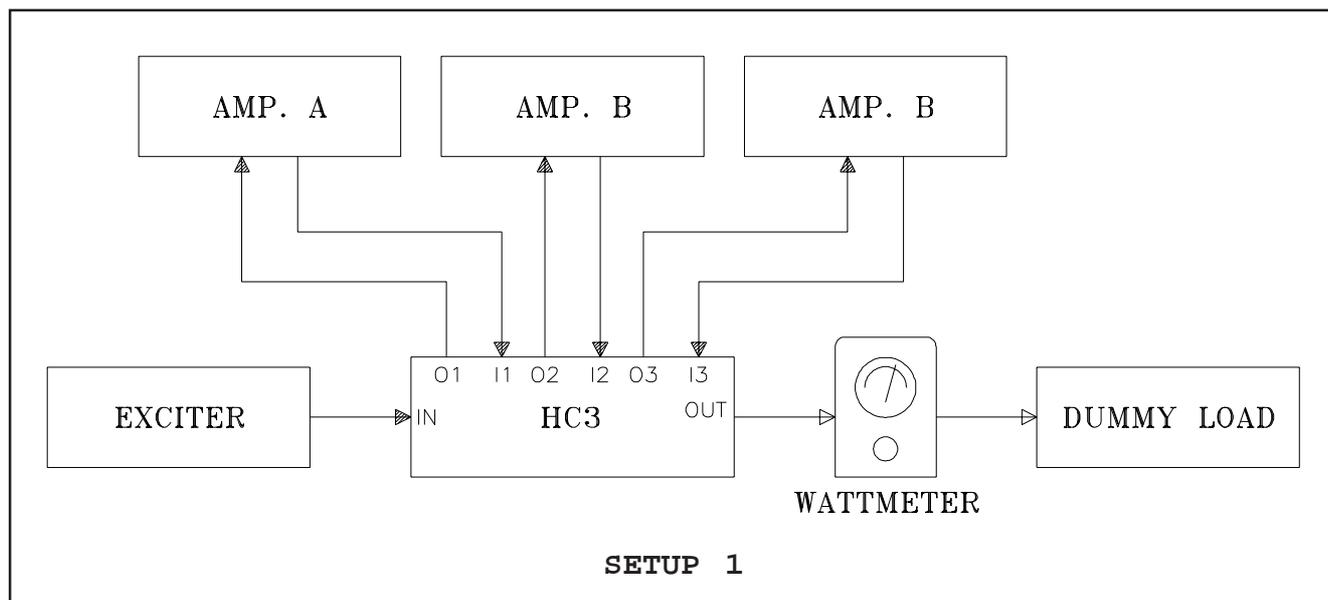 AMP. A
AMP. B
AMP. B
O1 I1 O2 I2 O3 I3
EXCITER
IN
HC3
OUT
DUMMY LOAD
WATTMETER
SETUP 1